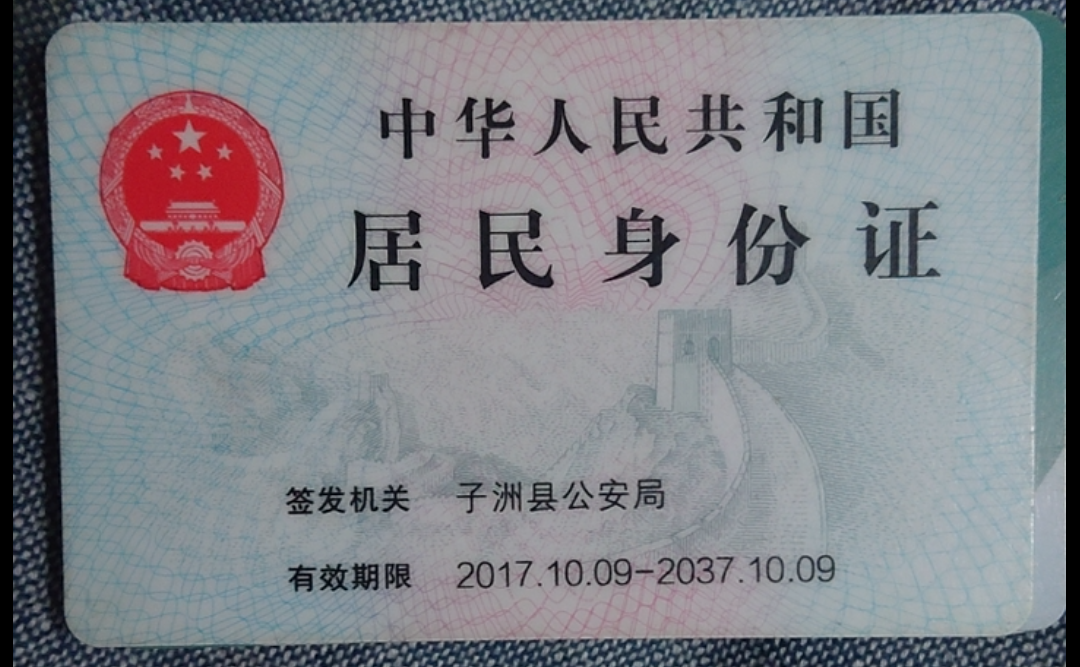 中华人民共和国
居民身份证
签发机关 子洲县公安局
有效期限 2017.10.09-2037.10.09